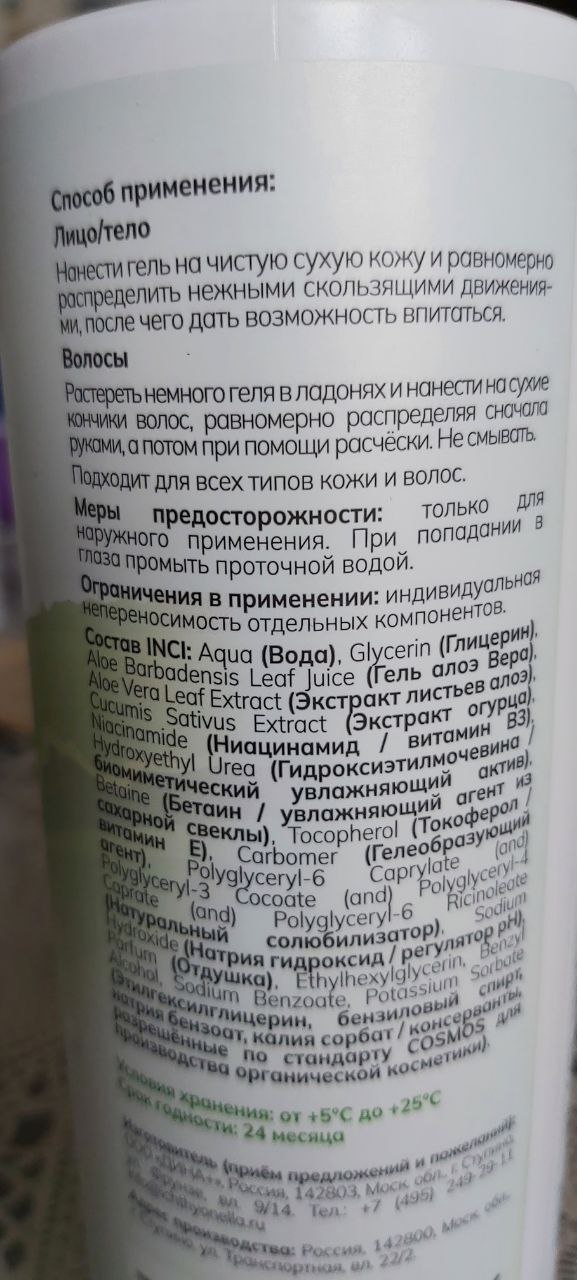 Способ применения:
Лицо/тело
Нанести гель на чистую сухую кожу и равномерно
распределить нежными скользящими движения-
ми, после чего дать возможность впитаться.
Волосы
Растереть немного геля в ладонях и нанести на сухие
кончики волос, равномерно распределяя сначала
руками, а потом при помощи расчёски. Не смывать.
Подходит для всех типов кожи и волос.
Меры предосторожности: только для
наружного применения. При попадании в
глаза промыть проточной водой.
Ограничения в применении: индивидуальная
непереносимость отдельных компонентов.
Состав INCI: Aqua (Вода), Glycerin (Глицерин),
Aloe Barbadensis Leaf Juice (Гель алоэ Вера),
Aloe Vera Leaf Extract (Экстракт листьев алоэ),
Cucumis Sativus Extract (Экстракт огурца),
Niacinamide (Ниацинамид / витамин B3),
Hydroxyethyl Urea (Гидроксиэтилмочевина /
биомиметический увлажняющий актив),
Betaine (Бетаин / увлажняющий агент из
сахарной свеклы), Tocopherol (Токоферол /
витамин Е), Carbomer (Гелеобразующий
агент), Polyglyceryl-6 Caprylate (and)
Polyglyceryl-3 Cocoate (and) Polyglyceryl-4
Caprate (and) Polyglyceryl-6 Ricinoleate
(Натуральный солюбилизатор), Sodium
Hydroxide (Натрия гидроксид / регулятор pH),
Parfum (Отдушка), Ethylhexylglycerin, Benzyl
Alcohol, Sodium Benzoate, Potassium Sorbate
(Этилгексилглицерин, бензиловый спирт,
натрия бензоат, калия сорбат / консерванты,
разрешённые по стандарту COSMOS для
производства органической косметики).
Условия хранения: от +5°C до +25°C
Срок годности: 24 месяца
Изготовитель (приём предложений и пожеланий):
ООО «ДИНА+», Россия, 142803, Моск. обл., г. Ступино,
ул. Фрунзе, вл. 9/14. Тел.: +7 (495) 249-29-11
Адрес производства: Россия, 142800, Моск. обл.,
г. Ступино, ул. Транспортная, вл. 22/2